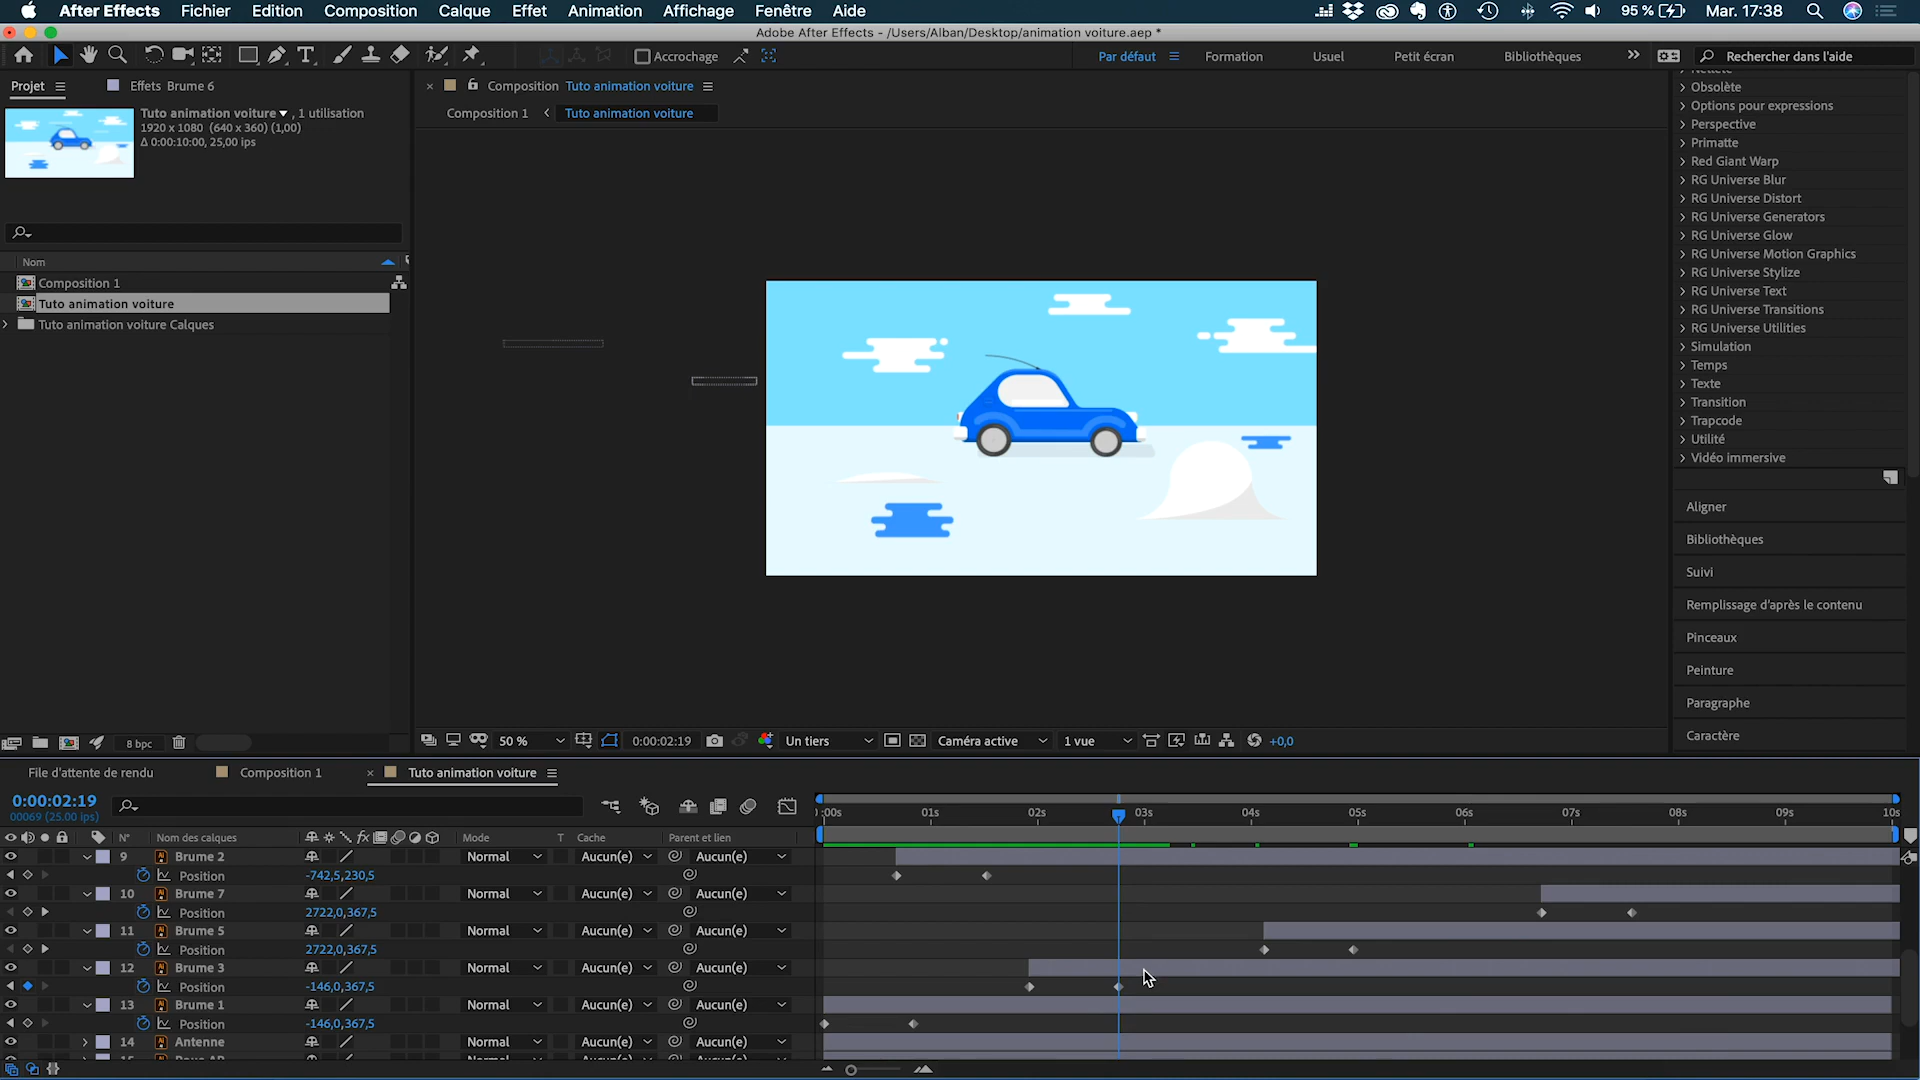 After Effects Fichier Edition Composition Calque Effet Animation Affichage Fenêtre Aide 95 % Mar. 17:38
Adobe After Effects - /Users/Alban/Desktop/animation voiture.aep *
Accrochage Par défaut Formation Usuel Petit écran Bibliothèques Rechercher dans l'aide
Projet Effets Brume 6
Composition Tuto animation voiture
Composition 1 Tuto animation voiture
Tuto animation voiture , 1 utilisation
1920 x 1080 (640 x 360) (1,00)
Δ 0:00:10:00, 25,00 ips
Nom
Composition 1
Tuto animation voiture
Tuto animation voiture Calques
8 bpc
50 % 0:00:02:19 Un tiers Caméra active 1 vue +0,0
Netteté
Obsolète
Options pour expressions
Perspective
Primatte
Red Giant Warp
RG Universe Blur
RG Universe Distort
RG Universe Generators
RG Universe Glow
RG Universe Motion Graphics
RG Universe Stylize
RG Universe Text
RG Universe Transitions
RG Universe Utilities
Simulation
Temps
Texte
Transition
Trapcode
Utilité
Vidéo immersive
Aligner
Bibliothèques
Suivi
Remplissage d'après le contenu
Pinceaux
Peinture
Paragraphe
Caractère
File d'attente de rendu Composition 1 Tuto animation voiture
0:00:02:19
00069 (25.00 ips)
:00s 01s 02s 03s 04s 05s 06s 07s 08s 09s 10s
N° Nom des calques fx Mode T Cache Parent et lien
9 Brume 2 Normal Aucun(e) Aucun(e)
Position -742,5,230,5
10 Brume 7 Normal Aucun(e) Aucun(e)
Position 2722,0,367,5
11 Brume 5 Normal Aucun(e) Aucun(e)
Position 2722,0,367,5
12 Brume 3 Normal Aucun(e) Aucun(e)
Position -146,0,367,5
13 Brume 1 Normal Aucun(e) Aucun(e)
Position -146,0,367,5
14 Antenne Normal Aucun(e) Aucun(e)